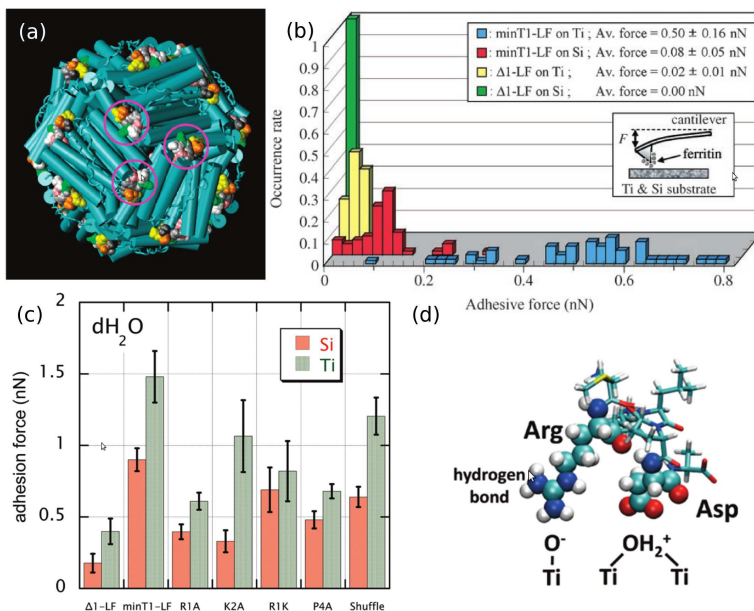 (a)
(b)
: minT1-LF on Ti ; Av. force = 0.50 ± 0.16 nN
: minT1-LF on Si ; Av. force = 0.08 ± 0.05 nN
: Δ1-LF on Ti ; Av. force = 0.02 ± 0.01 nN
: Δ1-LF on Si ; Av. force = 0.00 nN
cantilever
F
ferritin
Ti & Si substrate
Occurrence rate
1
0.9
0.8
0.7
0.6
0.5
0.4
0.3
0.2
0.1
0
0 0.2 0.4 0.6 0.8
Adhesive force (nN)
(c)
dH2O
Si
Ti
adhesion force (nN)
2
1.5
1
0.5
0
Δ1-LF minT1-LF R1A K2A R1K P4A Shuffle
(d)
Arg
hydrogen
bond
Asp
O-
Ti
OH2+
Ti Ti